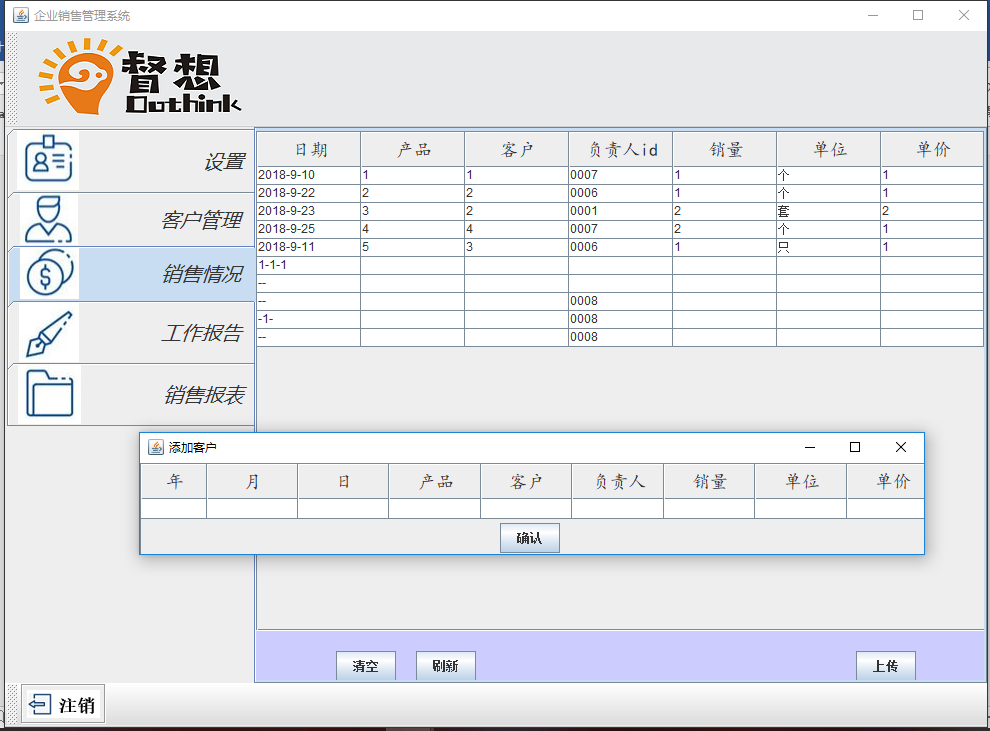 企业销售管理系统
督想
Dothink
设置
客户管理
销售情况
工作报告
销售报表
日期 产品 客户 负责人id 销量 单位 单价
2018-9-10 1 1 0007 1 个 1
2018-9-22 2 2 0006 1 个 1
2018-9-23 3 2 0001 2 套 2
2018-9-25 4 4 0007 2 个 1
2018-9-11 5 3 0006 1 只 1
1-1-1
--
-- 0008
-1- 0008
-- 0008
添加客户
年 月 日 产品 客户 负责人 销量 单位 单价
确认
清空 刷新 上传
注销